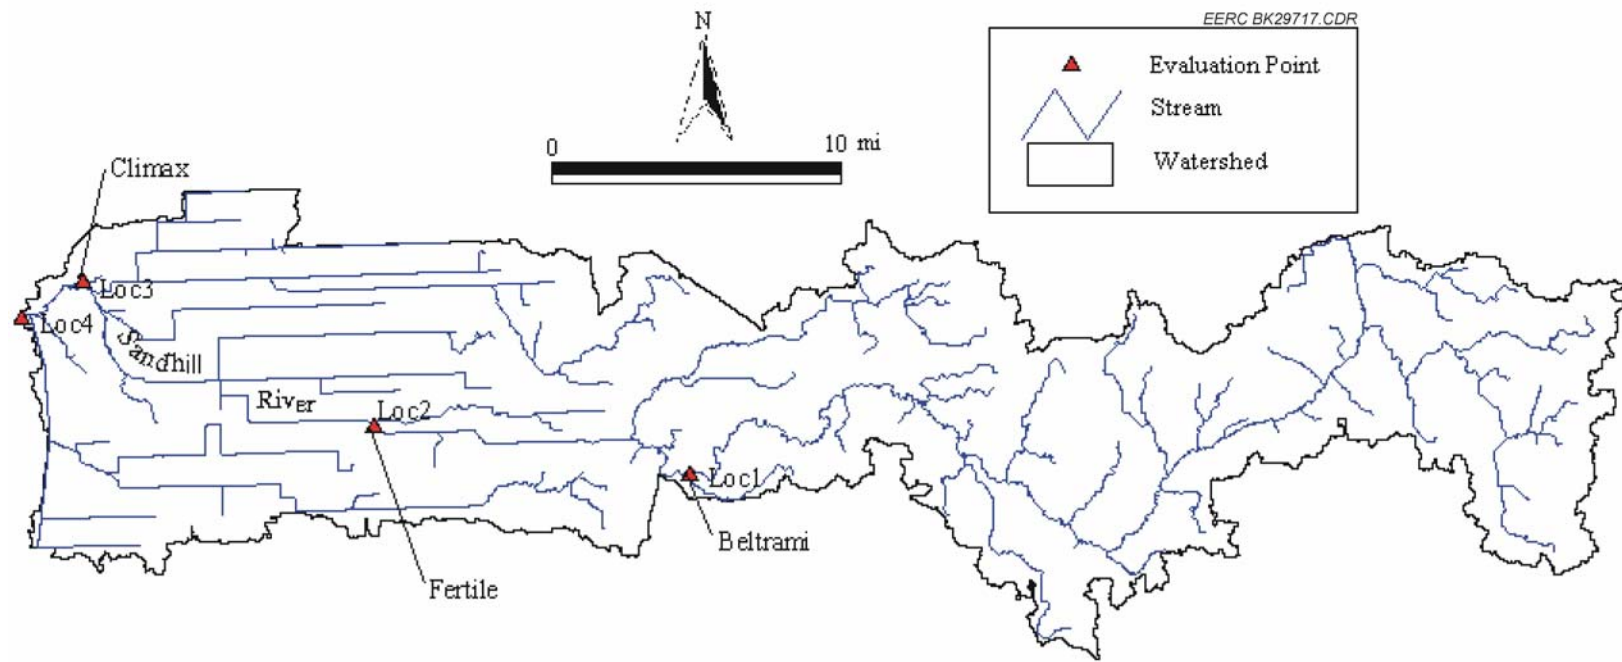 EERC BK29717.CDR
N
Evaluation Point
Stream
Watershed
0 10 mi
Climax
Loc3
Loc4
Sandhill
River
Loc2
Loc1
Beltrami
Fertile